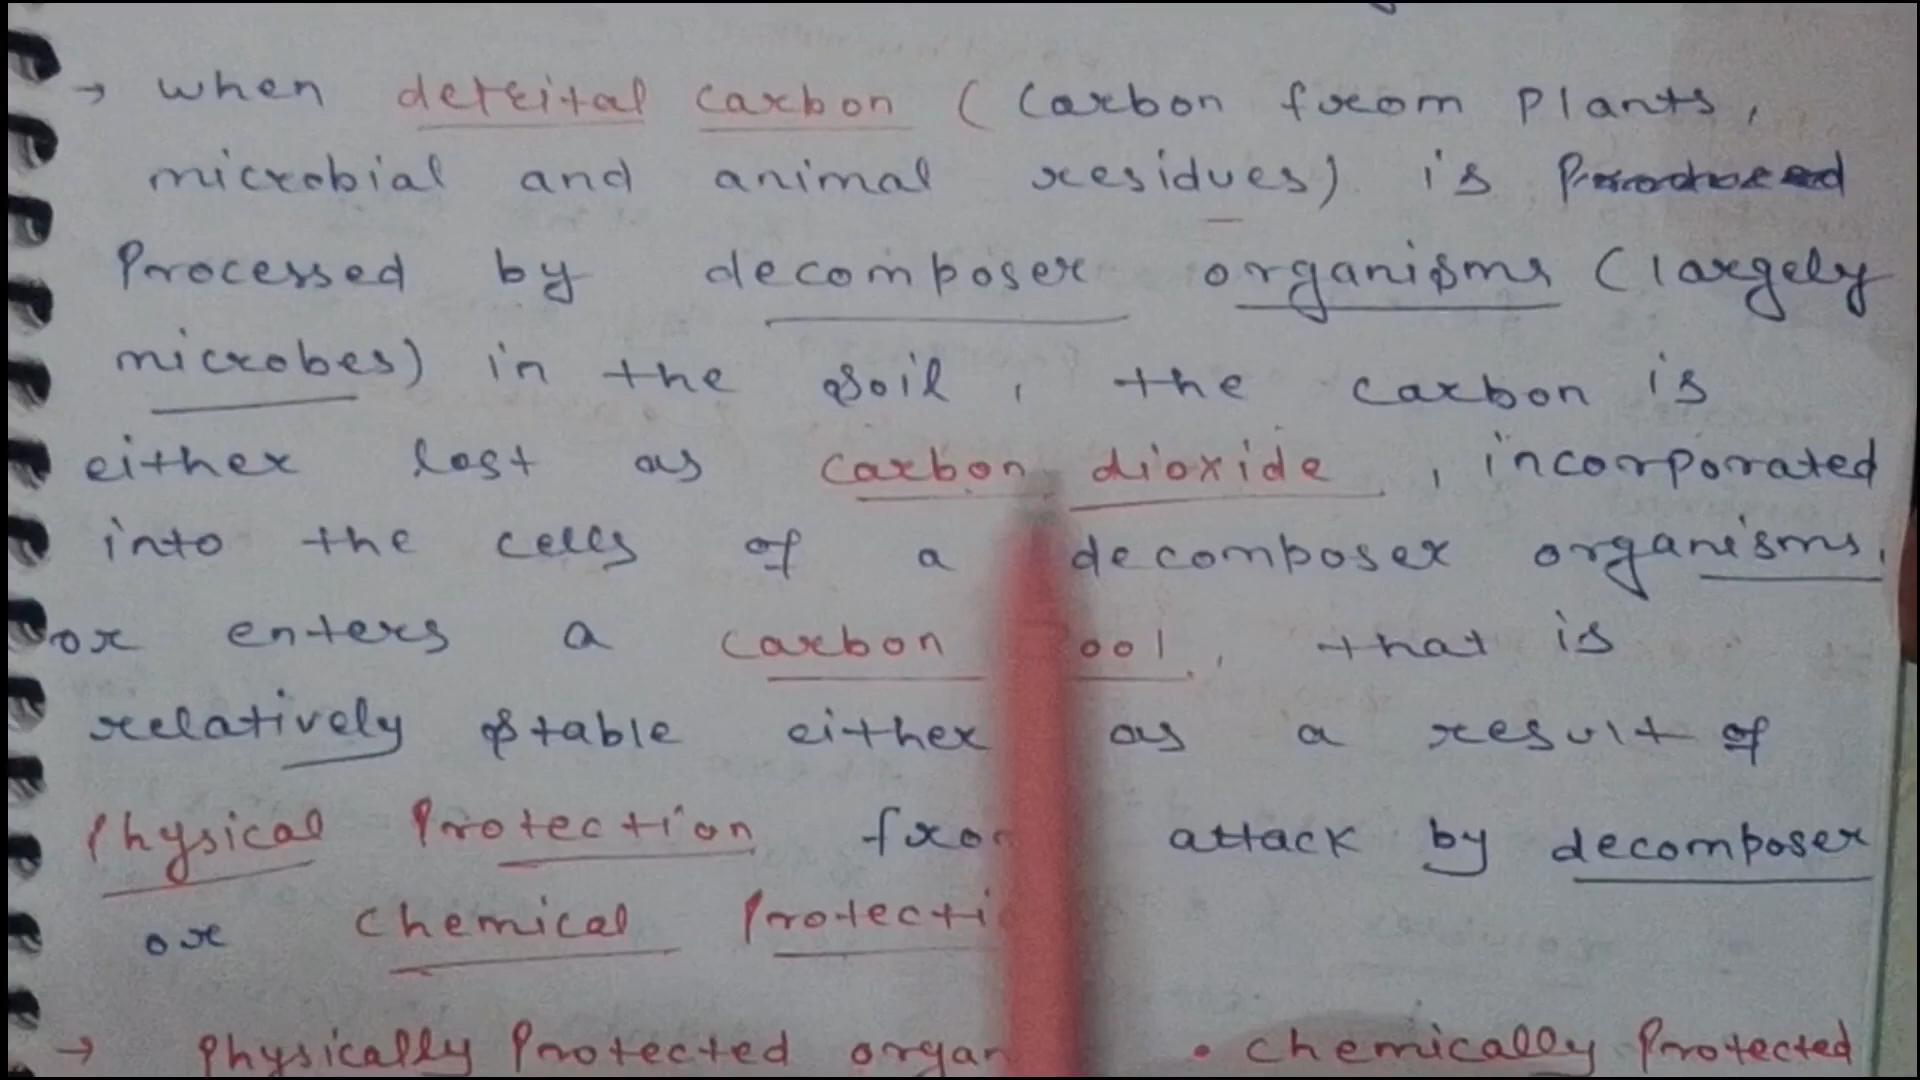 → when detrital carbon ( carbon from plants,
microbial and animal residues) is
Processed by decomposer organisms (largely
microbes) in the soil, the carbon is
either lost as carbon dioxide, incorporated
into the cells of a decomposer organisms,
or enters a carbon ool, that is
relatively stable either as a result of
Physical Protection fro attack by decomposer
or chemical Protecti
→ Physically Protected organ • chemically Protected